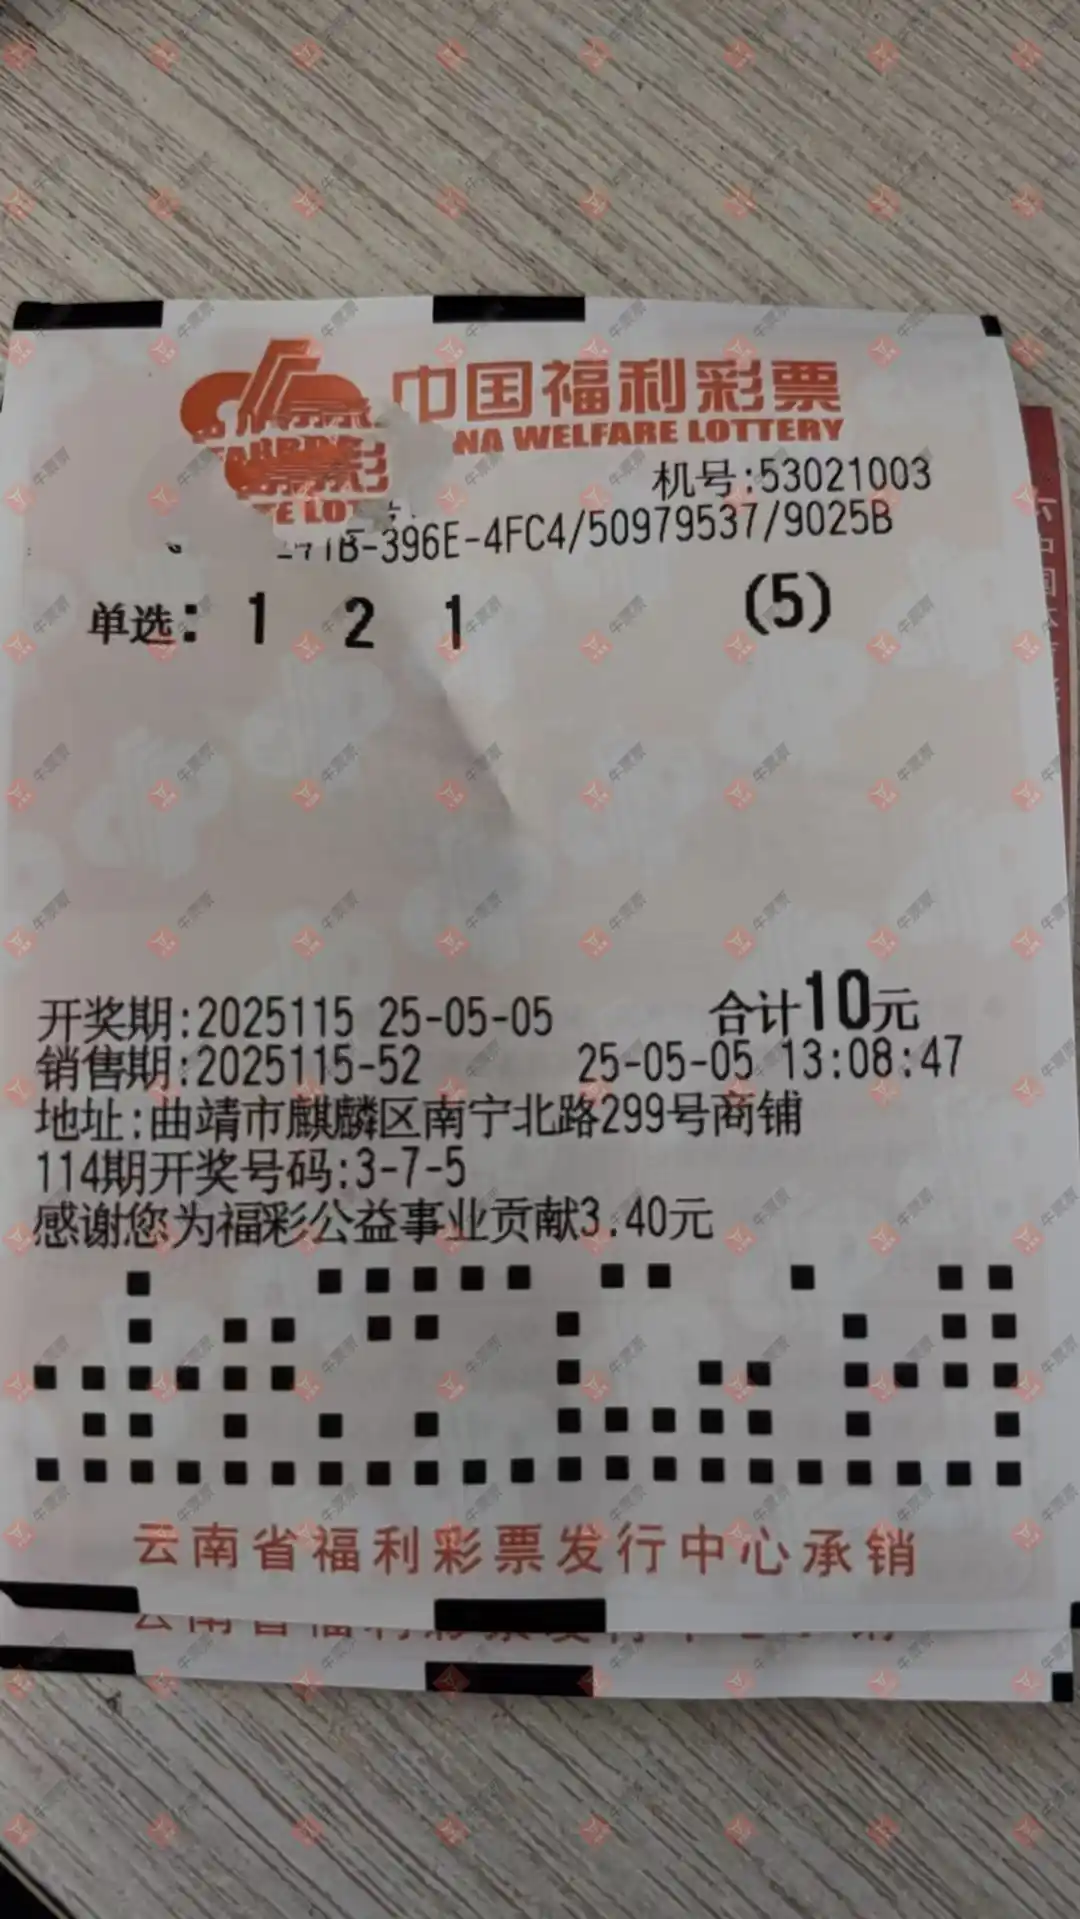 中国福利彩票
NA WELFARE LOTTERY
机号:53021003
1B-396E-4FC4/50979537/9025B
单选: 1 2 1 (5)
开奖期:2025115 25-05-05 合计10元
销售期:2025115-52 25-05-05 13:08:47
地址:曲靖市麒麟区南宁北路299号商铺
114期开奖号码:3-7-5
感谢您为福彩公益事业贡献3.40元
云南省福利彩票发行中心承销
牛票票